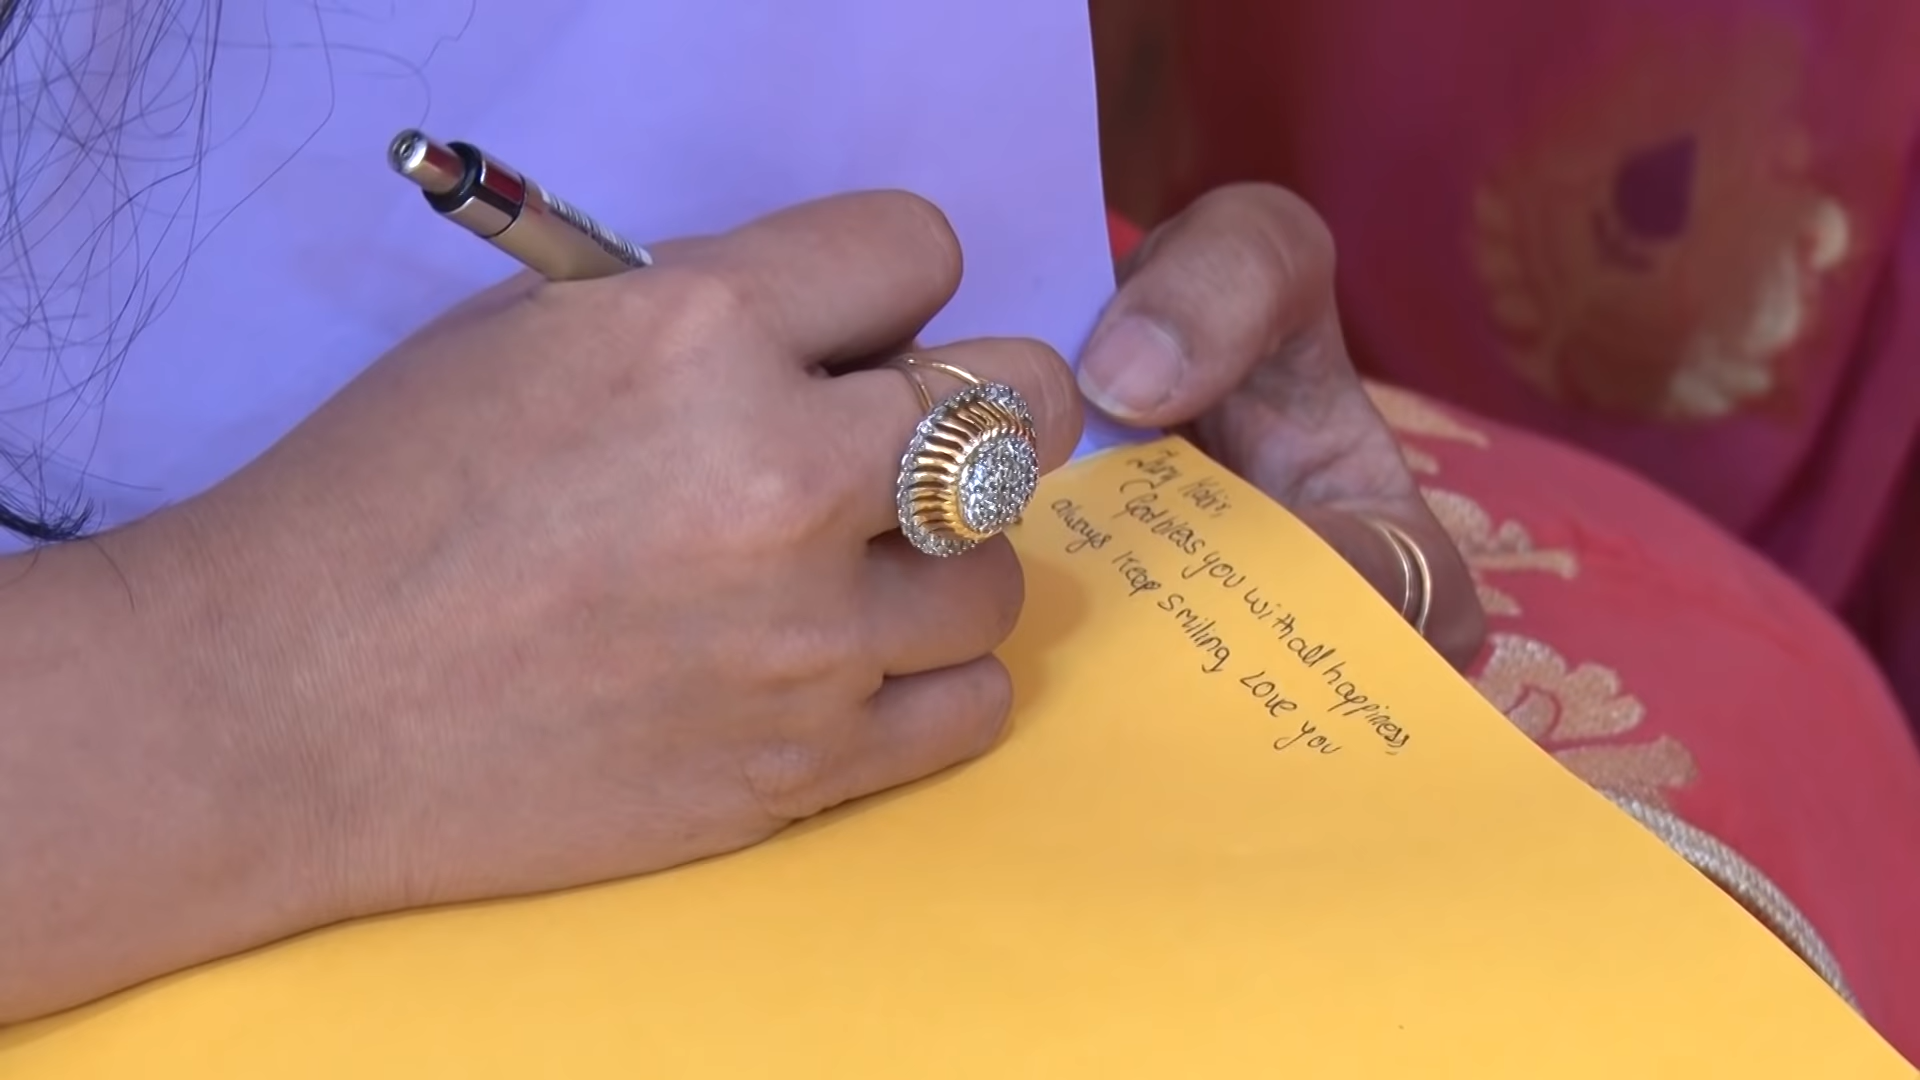 God bless you with all happiness,
always keep smiling Love you